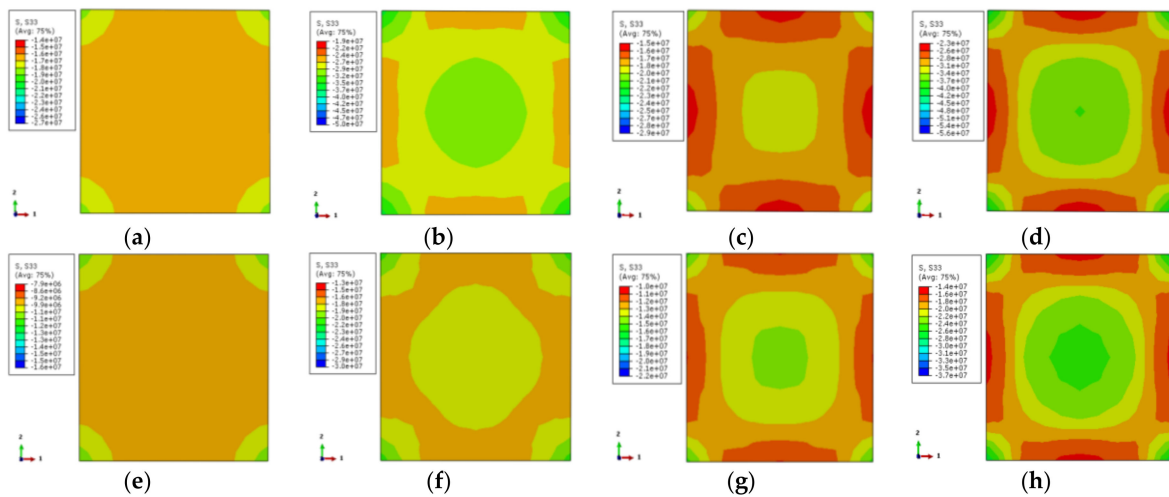 S, S33
(Avg: 75%)
-1.4e+07
-1.5e+07
-1.6e+07
-1.7e+07
-1.8e+07
-1.9e+07
-2.0e+07
-2.1e+07
-2.2e+07
-2.3e+07
-2.4e+07
-2.6e+07
-2.7e+07
2
1
(a)
S, S33
(Avg: 75%)
-1.9e+07
-2.2e+07
-2.4e+07
-2.7e+07
-2.9e+07
-3.2e+07
-3.5e+07
-3.7e+07
-4.0e+07
-4.2e+07
-4.5e+07
-4.7e+07
-5.0e+07
2
1
(b)
S, S33
(Avg: 75%)
-1.5e+07
-1.6e+07
-1.7e+07
-1.8e+07
-2.0e+07
-2.1e+07
-2.2e+07
-2.3e+07
-2.4e+07
-2.5e+07
-2.7e+07
-2.8e+07
-2.9e+07
2
1
(c)
S, S33
(Avg: 75%)
-2.3e+07
-2.6e+07
-2.8e+07
-3.1e+07
-3.4e+07
-3.7e+07
-4.0e+07
-4.2e+07
-4.5e+07
-4.8e+07
-5.1e+07
-5.4e+07
-5.6e+07
2
1
(d)
S, S33
(Avg: 75%)
-7.9e+06
-8.6e+06
-9.2e+06
-9.9e+06
-1.1e+07
-1.1e+07
-1.2e+07
-1.3e+07
-1.3e+07
-1.4e+07
-1.5e+07
-1.5e+07
-1.6e+07
2
1
(e)
S, S33
(Avg: 75%)
-1.3e+07
-1.5e+07
-1.6e+07
-1.8e+07
-1.9e+07
-2.0e+07
-2.2e+07
-2.3e+07
-2.4e+07
-2.6e+07
-2.7e+07
-2.9e+07
-3.0e+07
2
1
(f)
S, S33
(Avg: 75%)
-1.0e+07
-1.1e+07
-1.2e+07
-1.3e+07
-1.4e+07
-1.5e+07
-1.6e+07
-1.7e+07
-1.8e+07
-1.9e+07
-2.0e+07
-2.1e+07
-2.2e+07
2
1
(g)
S, S33
(Avg: 75%)
-1.4e+07
-1.6e+07
-1.8e+07
-2.0e+07
-2.2e+07
-2.4e+07
-2.6e+07
-2.8e+07
-3.0e+07
-3.1e+07
-3.3e+07
-3.5e+07
-3.7e+07
2
1
(h)